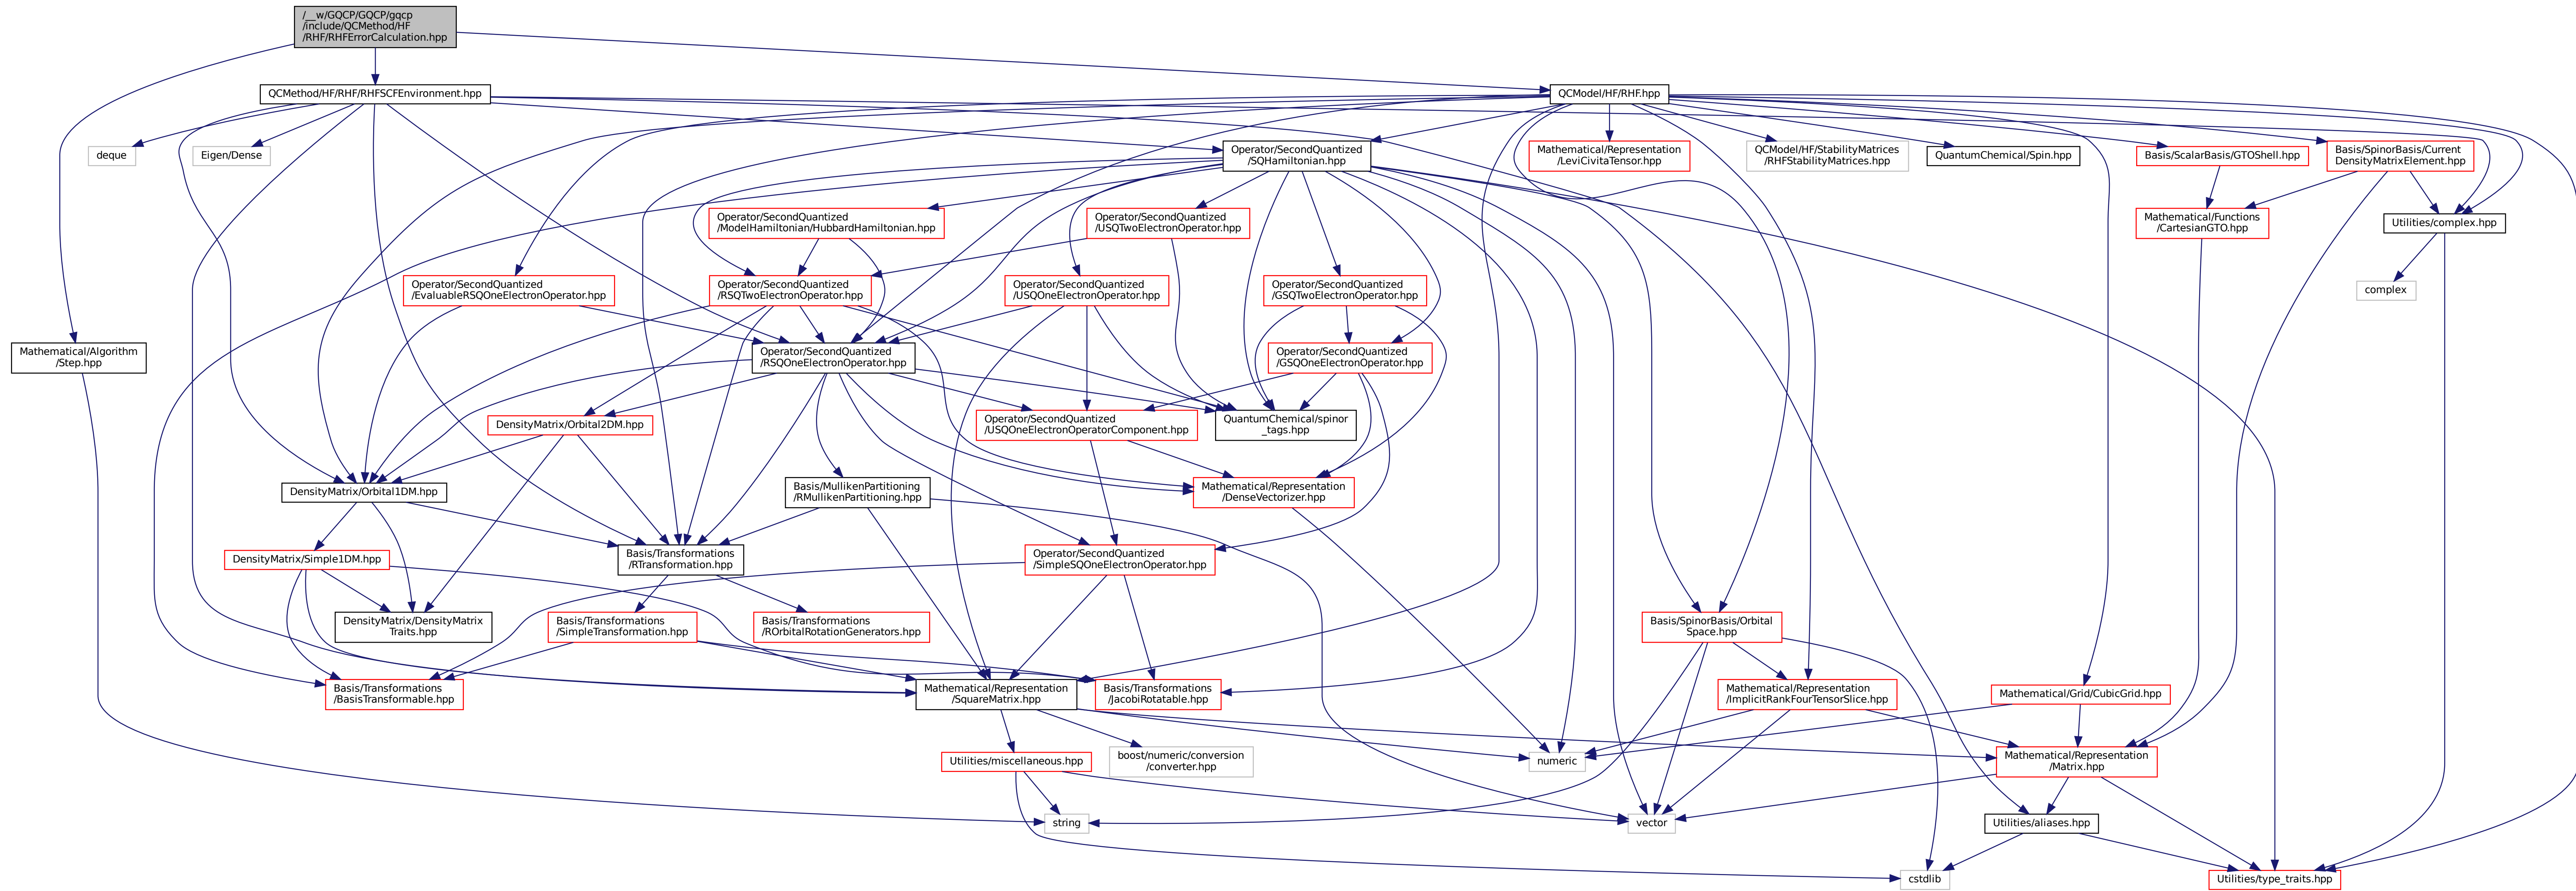 /__w/GQCP/GQCP/gqcp
/include/QCMethod/HF
/RHF/RHFErrorCalculation.hpp
QCMethod/HF/RHF/RHFSCFEnvironment.hpp
QCModel/HF/RHF.hpp
deque
Eigen/Dense
Operator/SecondQuantized
/SQHamiltonian.hpp
Mathematical/Representation
/LeviCivitaTensor.hpp
QCModel/HF/StabilityMatrices
/RHFStabilityMatrices.hpp
QuantumChemical/Spin.hpp
Basis/ScalarBasis/GTOShell.hpp
Basis/SpinorBasis/Current
DensityMatrixElement.hpp
Operator/SecondQuantized
/ModelHamiltonian/HubbardHamiltonian.hpp
Operator/SecondQuantized
/USQTwoElectronOperator.hpp
Mathematical/Functions
/CartesianGTO.hpp
Utilities/complex.hpp
Operator/SecondQuantized
/EvaluableRSQOneElectronOperator.hpp
Operator/SecondQuantized
/RSQTwoElectronOperator.hpp
Operator/SecondQuantized
/USQOneElectronOperator.hpp
Operator/SecondQuantized
/GSQTwoElectronOperator.hpp
complex
Mathematical/Algorithm
/Step.hpp
Operator/SecondQuantized
/RSQOneElectronOperator.hpp
Operator/SecondQuantized
/GSQOneElectronOperator.hpp
DensityMatrix/Orbital2DM.hpp
Operator/SecondQuantized
/USQOneElectronOperatorComponent.hpp
QuantumChemical/spinor
_tags.hpp
DensityMatrix/Orbital1DM.hpp
Basis/MullikenPartitioning
/RMullikenPartitioning.hpp
Mathematical/Representation
/DenseVectorizer.hpp
DensityMatrix/Simple1DM.hpp
Basis/Transformations
/RTransformation.hpp
Operator/SecondQuantized
/SimpleSQOneElectronOperator.hpp
DensityMatrix/DensityMatrix
Traits.hpp
Basis/Transformations
/SimpleTransformation.hpp
Basis/Transformations
/ROrbitalRotationGenerators.hpp
Basis/SpinorBasis/Orbital
Space.hpp
Basis/Transformations
/BasisTransformable.hpp
Mathematical/Representation
/SquareMatrix.hpp
Basis/Transformations
/JacobiRotatable.hpp
Mathematical/Representation
/ImplicitRankFourTensorSlice.hpp
Mathematical/Grid/CubicGrid.hpp
Utilities/miscellaneous.hpp
boost/numeric/conversion
/converter.hpp
numeric
Mathematical/Representation
/Matrix.hpp
string
vector
Utilities/aliases.hpp
cstdlib
Utilities/type_traits.hpp